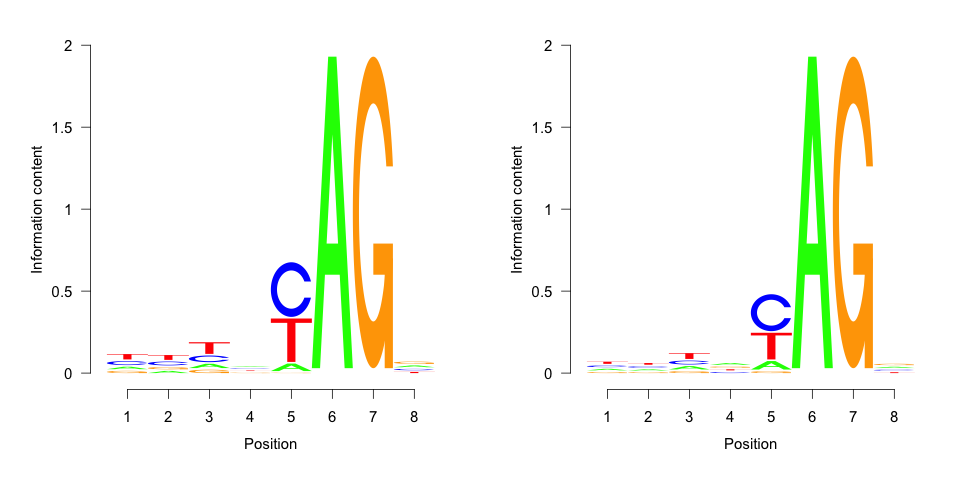 2
1.5
1
0.5
0
Information content
T T T C A G
C C C T
A
1 2 3 4 5 6 7 8
Position
2
1.5
1
0.5
0
Information content
T T T C A G
C T
A
1 2 3 4 5 6 7 8
Position